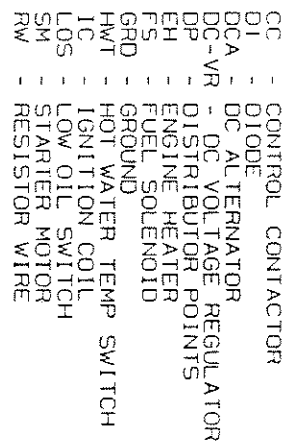 CC - CONTROL CONTACTOR
DI - DIODE
DCA - DC ALTERNATOR
DC-VR - DC VOLTAGE REGULATOR
DP - DISTRIBUTOR POINTS
EH - ENGINE HEATER
FS - FUEL SOLENOID
GRD - GROUND
HWT - HOT WATER TEMP SWITCH
IC - IGNITION COIL
LOS - LOW OIL SWITCH
SM - STARTER MOTOR
RW - RESISTOR WIRE